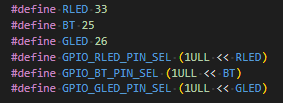 #define RLED 33
#define BT 25
#define GLED 26
#define GPIO_RLED_PIN_SEL (1ULL << RLED)
#define GPIO_BT_PIN_SEL (1ULL << BT)
#define GPIO_GLED_PIN_SEL (1ULL << GLED)